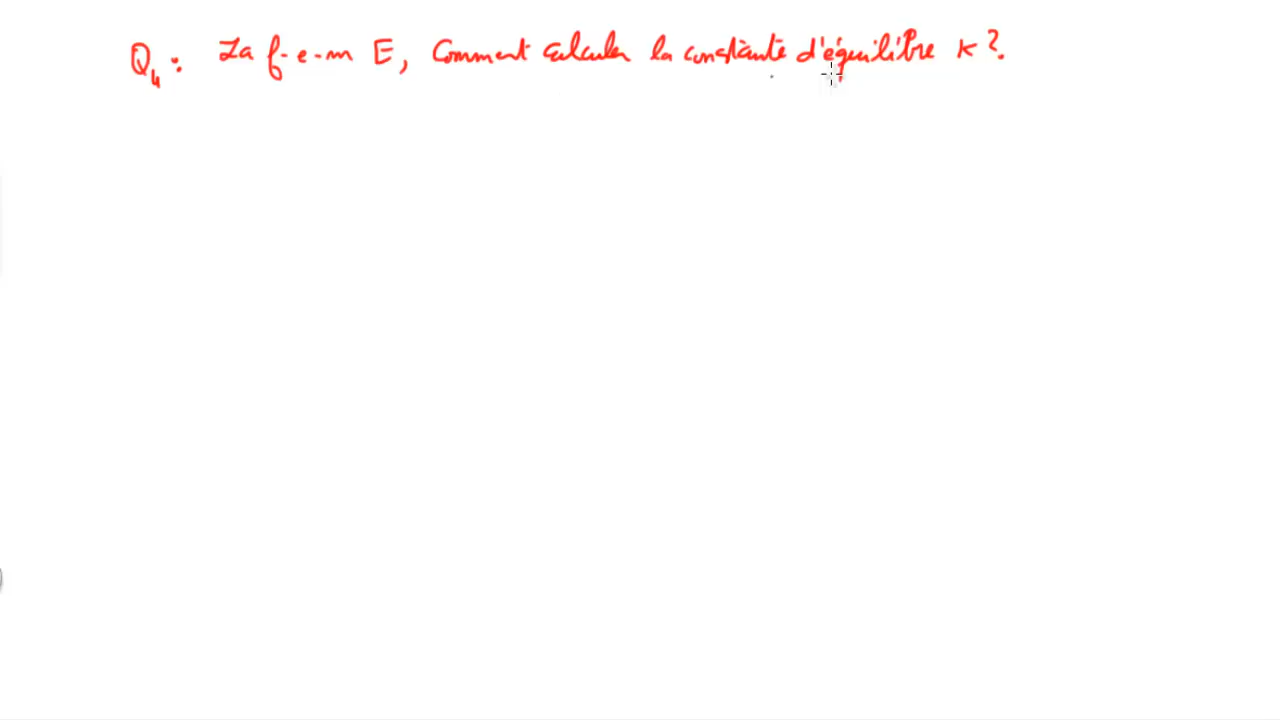 Q4: La f-e-m E, Comment calculer la constante d'équilibre K ?.